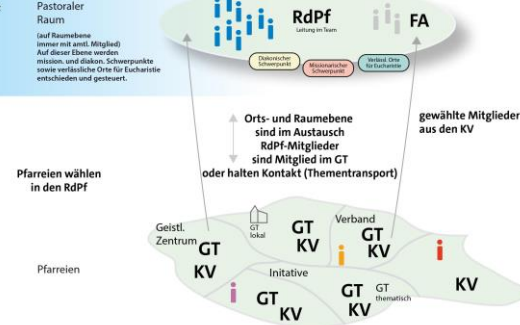 Pastoraler
Raum
(auf Raumebene
immer mit amtl. Mitglied)
Auf dieser Ebene werden
mission. und diakon. Schwerpunkte
sowie verlässliche Orte für Eucharistie
entschieden und gesteuert.
RdPf
Leitung im Team
FA
Diakonischer
Schwerpunkt
Missionarischer
Schwerpunkt
Verlässl. Orte
für Eucharistie
Orts- und Raumebene
sind im Austausch
RdPf-Mitglieder
sind Mitglied im GT
oder halten Kontakt (Thementransport)
gewählte Mitglieder
aus den KV
Pfarreien wählen
in den RdPf
Pfarreien
Geistl.
Zentrum
GT
KV
GT
lokal
GT
KV
Verband
GT
KV
Initative
GT
KV
GT
KV
GT
thematisch
KV